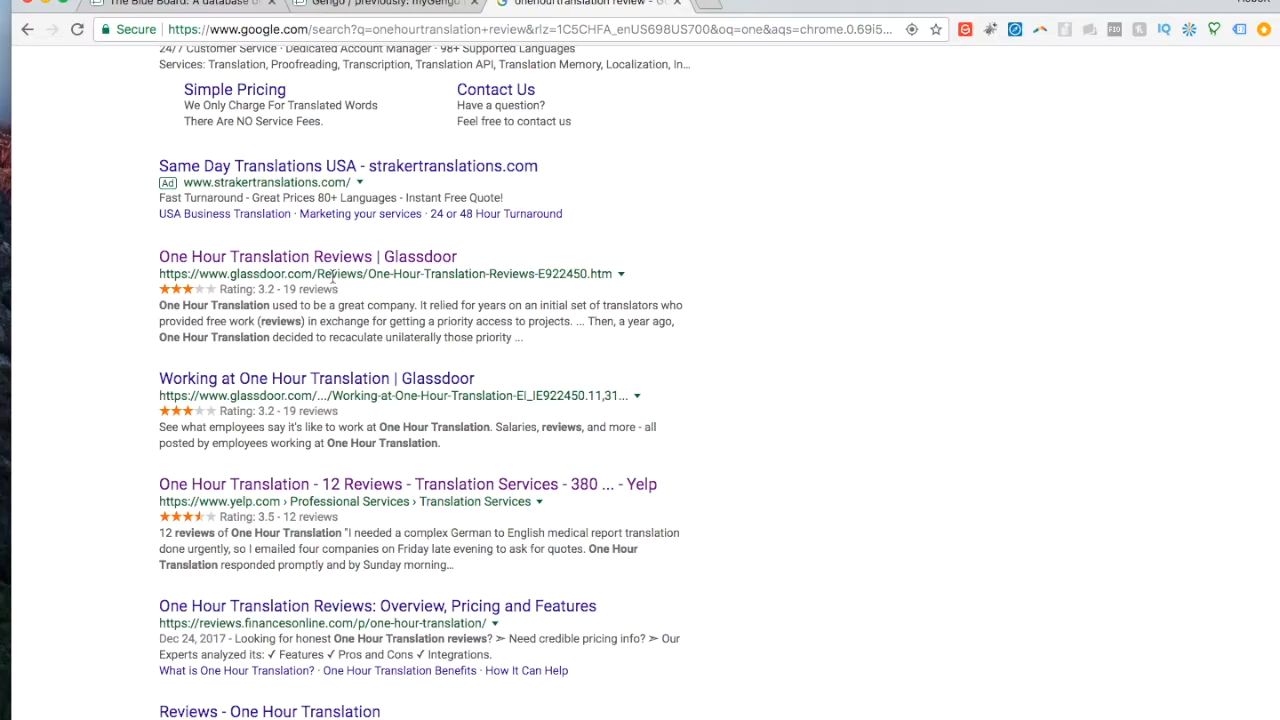 The Blue Board: A database
Gengo / previously: myGengo
onehourtranslation review - G
Secure
https://www.google.com/search?q=onehourtranslation+review&rlz=1C5CHFA_enUS698US700&oq=one&aqs=chrome.0.69i5...
24/7 Customer Service · Dedicated Account Manager · 98+ Supported Languages
Services: Translation, Proofreading, Transcription, Translation API, Translation Memory, Localization, In...
Simple Pricing
We Only Charge For Translated Words
There Are NO Service Fees.
Contact Us
Have a question?
Feel free to contact us
Same Day Translations USA - strakertranslations.com
Ad www.strakertranslations.com/
Fast Turnaround - Great Prices 80+ Languages - Instant Free Quote!
USA Business Translation · Marketing your services · 24 or 48 Hour Turnaround
One Hour Translation Reviews | Glassdoor
https://www.glassdoor.com/Reviews/One-Hour-Translation-Reviews-E922450.htm
Rating: 3.2 - 19 reviews
One Hour Translation used to be a great company. It relied for years on an initial set of translators who
provided free work (reviews) in exchange for getting a priority access to projects. ... Then, a year ago,
One Hour Translation decided to recaculate unilaterally those priority ...
Working at One Hour Translation | Glassdoor
https://www.glassdoor.com/.../Working-at-One-Hour-Translation-EI_IE922450.11,31...
Rating: 3.2 - 19 reviews
See what employees say it's like to work at One Hour Translation. Salaries, reviews, and more - all
posted by employees working at One Hour Translation.
One Hour Translation - 12 Reviews - Translation Services - 380 ... - Yelp
https://www.yelp.com › Professional Services › Translation Services
Rating: 3.5 - 12 reviews
12 reviews of One Hour Translation "I needed a complex German to English medical report translation
done urgently, so I emailed four companies on Friday late evening to ask for quotes. One Hour
Translation responded promptly and by Sunday morning...
One Hour Translation Reviews: Overview, Pricing and Features
https://reviews.financesonline.com/p/one-hour-translation/
Dec 24, 2017 - Looking for honest One Hour Translation reviews? ➣ Need credible pricing info? ➣ Our
Experts analyzed its: ✓ Features ✓ Pros and Cons ✓ Integrations.
What is One Hour Translation? · One Hour Translation Benefits · How It Can Help
Reviews - One Hour Translation